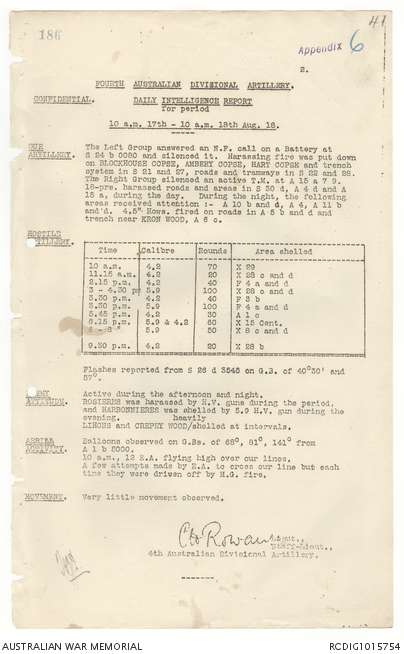 186
41
Appendix 6
2.
FOURTH AUSTRALIAN DIVISIONAL ARTILLERY.
CONFIDENTIAL. DAILY INTELLIGENCE REPORT
for period
10 a.m. 17th - 10 a.m. 18th Aug. 18.
OUR ARTILLERY. The Left Group answered an N.F. call on a Battery at
S 24 b 0080 and silenced it. Harassing fire was put down
on BLOCKHOUSE COPSE, AMBERY COPSE, HARY COPSE and trench
system in S 21 and 27, roads and tramways in S 22 and 28.
The Right Group silenced an active T.M. at A 15 a 7 9.
18-pre. harassed roads and areas in S 30 d, A 4 d and A
15 a, during the day. During the night, the following
areas received attention :- A 10 b and d, A 4, A 11 b
and d. 4.5" Hows. fired on roads in A 5 b and d and
trench near KRON WOOD, A 6 c.
HOSTILE
ARTILLERY.
Time Calibre Rounds Area shelled
10 a.m. 4.2 70 X 29
11.15 a.m. 4.2 20 X 28 c and d
2.15 p.m. 4.2 40 F 4 a and d
3 - 4.30 pm 5.9 100 X 28 c and d
3.30 p.m. 4.2 40 F 3 b
3.30 p.m. 5.9 100 F 4 a and d
5.45 p.m. 4.2 30 A 1 c
6.15 p.m. 5.9 & 4.2 60 X 15 Cent.
5.9 50 X 8 c and d
9.30 p.m. 4.2 20 X 28 b
Flashes reported from S 26 d 3545 on G.B. of 40°30' and
57°.
ENEMY Active during the afternoon and night.
ROSIERES was harassed by H.V. guns during the period,
and HARBONNIERES was shelled by 5.9 H.V. gun during the
evening. heavily
LIHONS and CREPEY WOOD/shelled at intervals.
AERIAL
ACTIVITY. Balloons observed on G.Bs. of 68°, 81°, 141° from
A 1 b 5000.
10 a.m., 12 E.A. flying high over our lines.
A few attempts made by E.A. to cross our line but each
time they were driven off by M.G. fire.
MOVEMENT. Very little movement observed.
Rowan
Lieut.,
Staff-Lieut.,
4th Australian Divisional Artillery.
AUSTRALIAN WAR MEMORIAL
RCDIG1015754